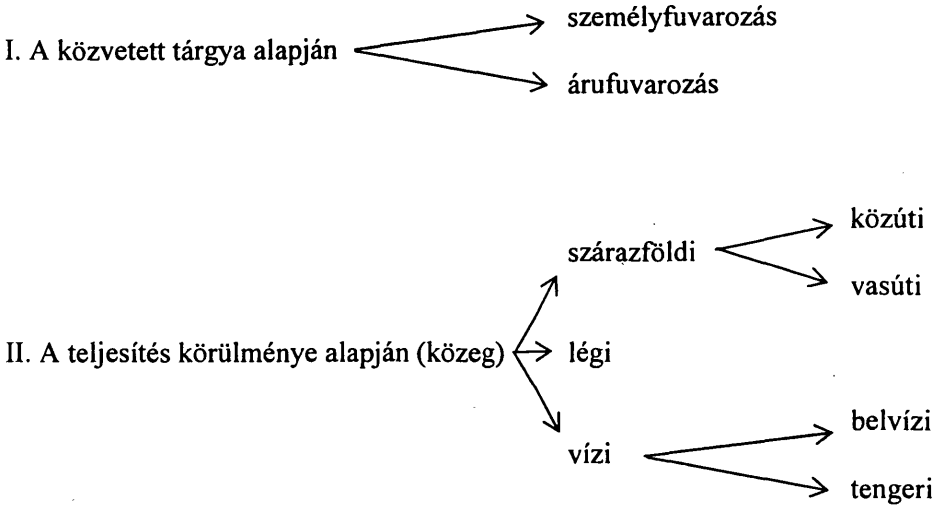 személyfuvarozás
I. A közvetett tárgya alapján
árufuvarozás
közúti
szárazföldi
vasúti
II. A teljesítés körülménye alapján (közeg)
légi
belvízi
vízi
tengeri